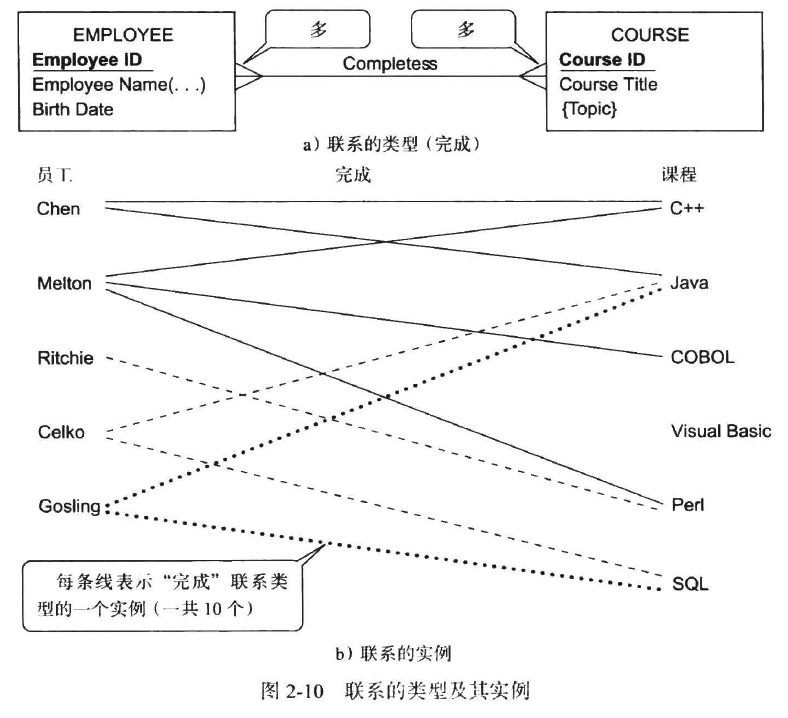 EMPLOYEE
Employee ID
Employee Name(. . .)
Birth Date
多
Completess
多
COURSE
Course ID
Course Title
{Topic}
a) 联系的类型 (完成)
员工 完成 课程
Chen C++
Melton Java
Ritchie COBOL
Celko Visual Basic
Gosling Perl
SQL
每条线表示“完成”联系类
型的一个实例 (一共 10 个)
b) 联系的实例
图 2-10 联系的类型及其实例